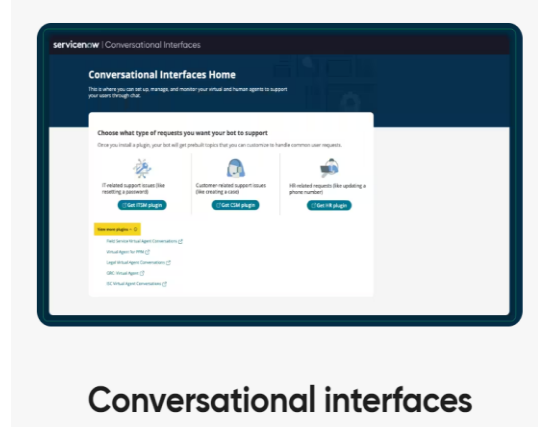 servicenow | Conversational Interfaces
Conversational Interfaces Home
This is where you can set up, manage, and monitor your virtual and human agents to support
your users through chat.
Choose what type of requests you want your bot to support
Once you install a plugin, your bot will get prebuilt topics that you can customize to handle common user requests.
IT-related support issues (like
resetting a password)
Get ITSM plugin
Customer-related support issues
(like creating a case)
Get CSM plugin
HR-related requests (like updating a
phone number)
Get HR plugin
View more plugins
Field Service Virtual Agent Conversations
Virtual Agent for PPM
Legal Virtual Agent Conversations
GRC: Virtual Agent
Virtual Agent Conversations
Conversational interfaces